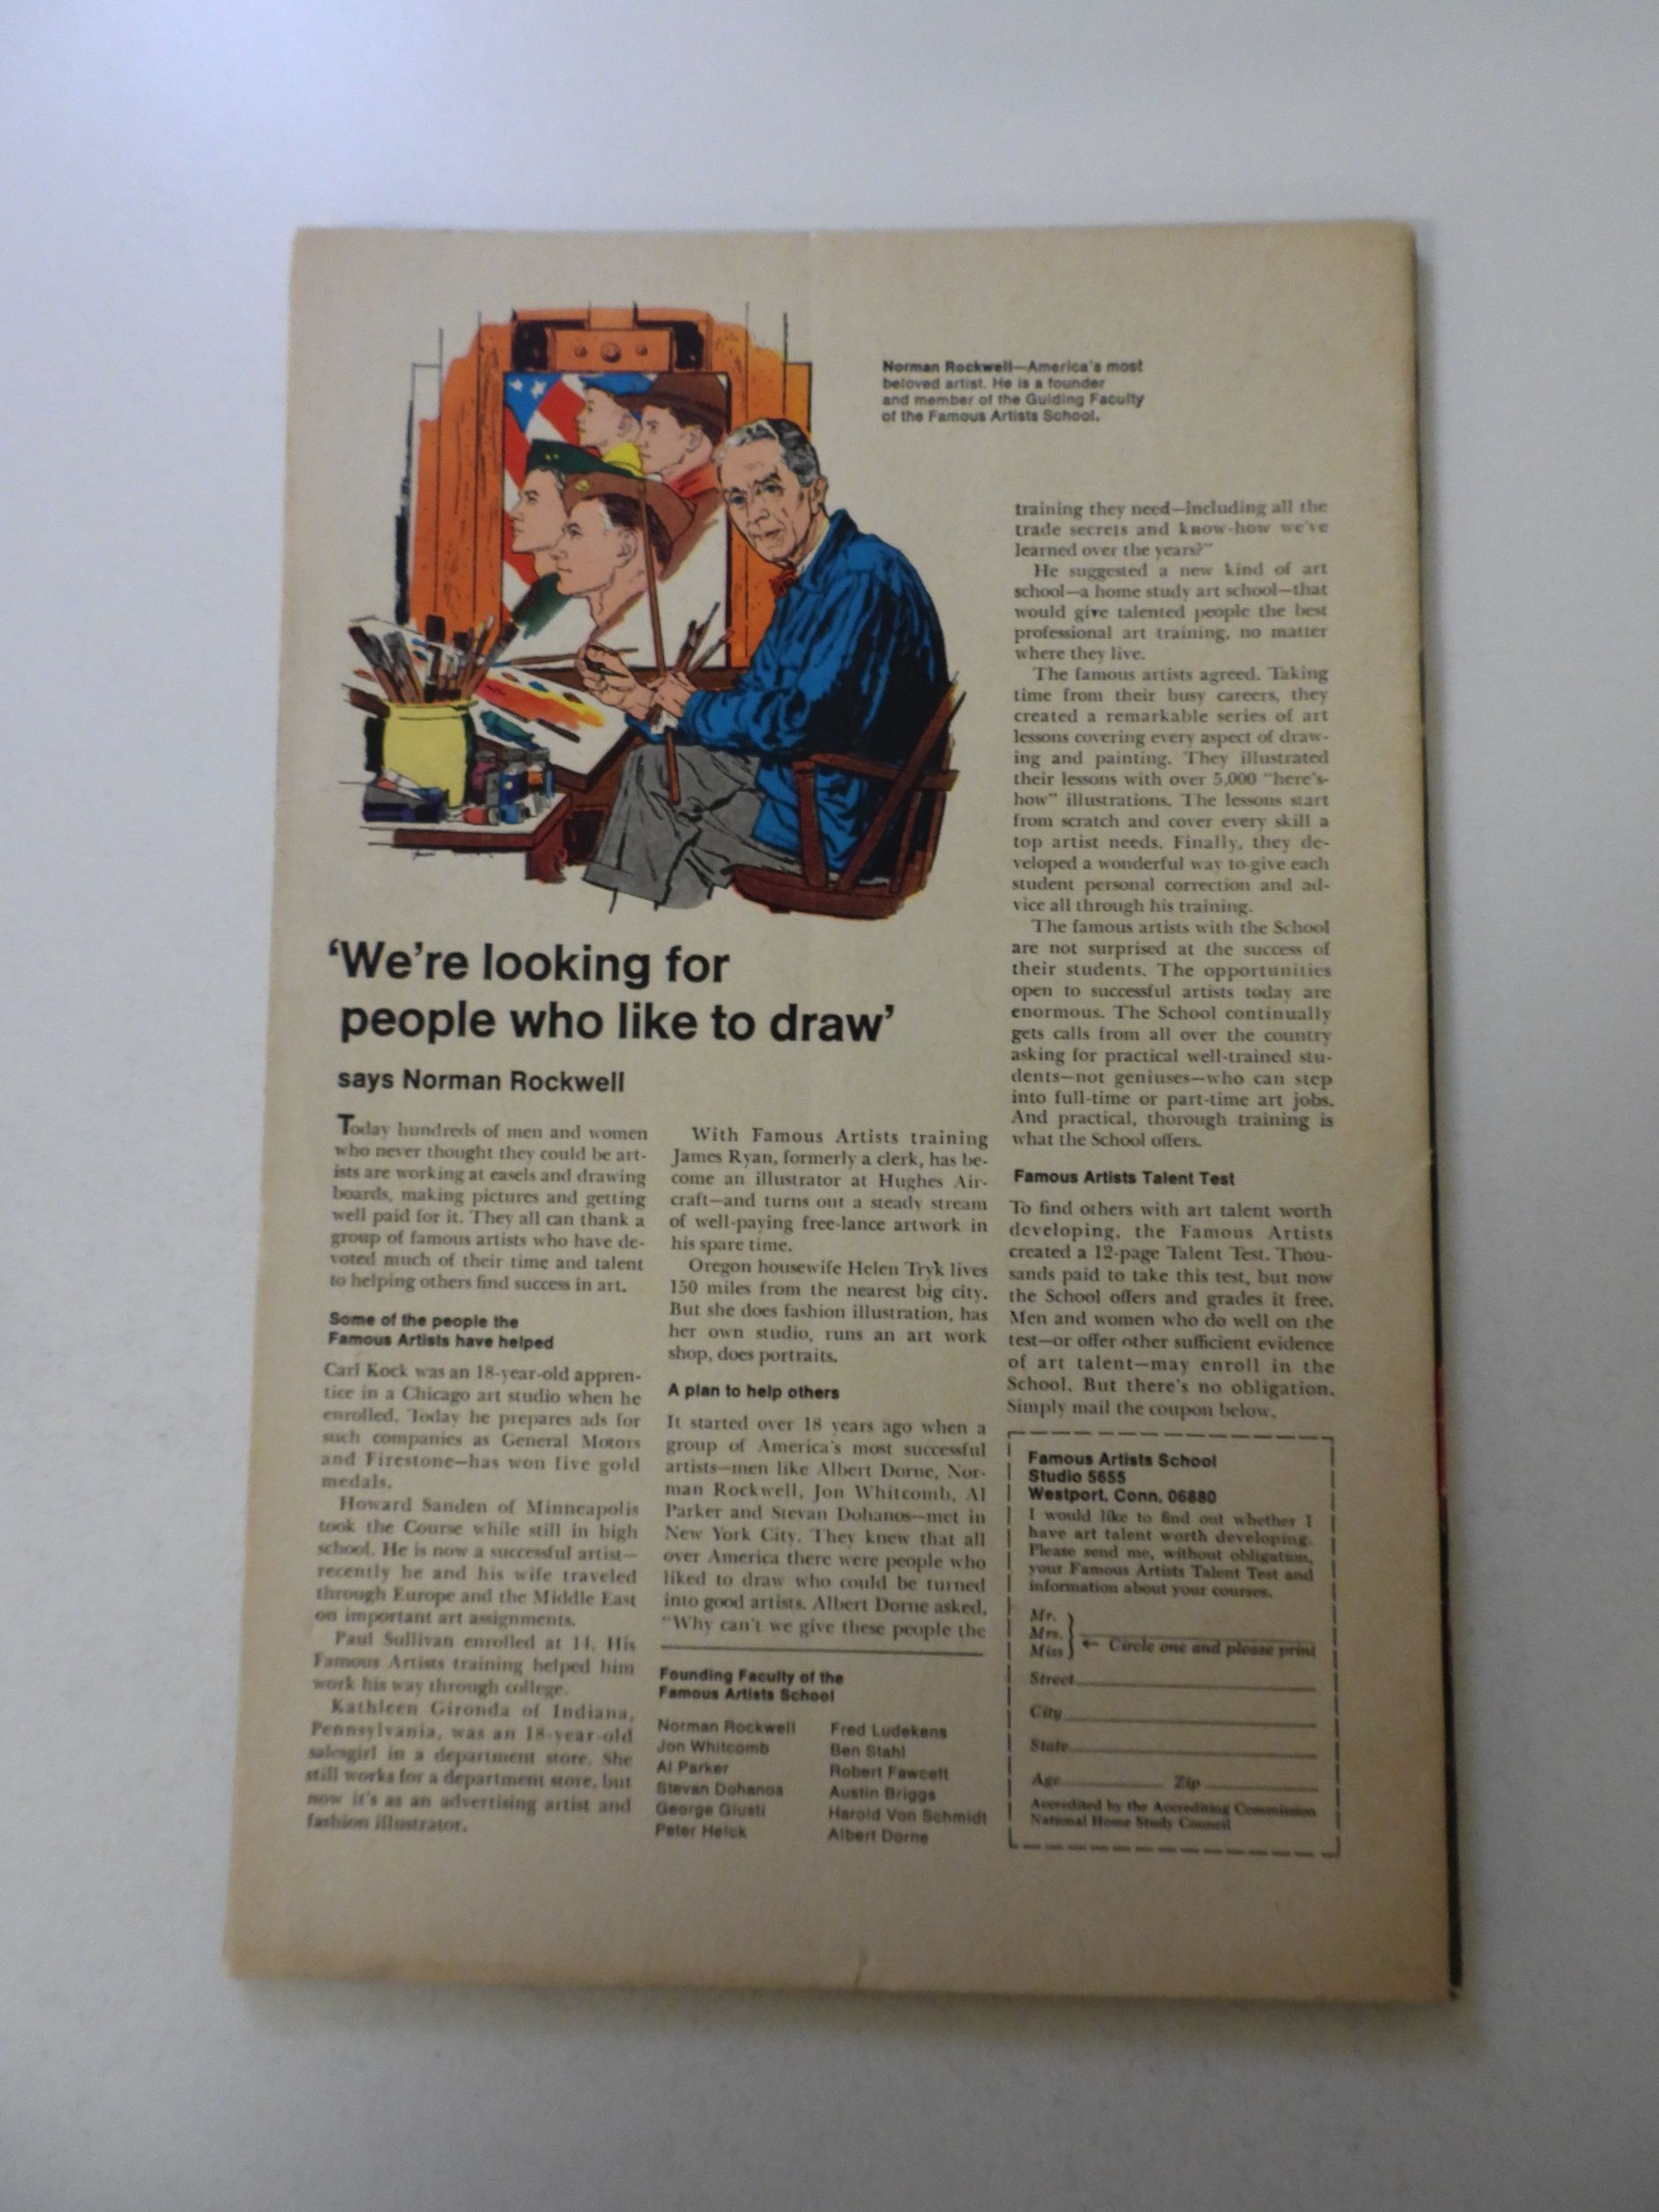 Norman Rockwell—America's most
beloved artist. He is a founder
and member of the Guiding Faculty
of the Famous Artists School.
'We're looking for
people who like to draw'
says Norman Rockwell
Today hundreds of men and women
who never thought they could be art-
ists are working at easels and drawing
boards, making pictures and getting
well paid for it. They all can thank a
group of famous artists who have de-
voted much of their time and talent
to helping others find success in art.
Some of the people the
Famous Artists have helped
Carl Kock was an 18-year-old appren-
tice in a Chicago art studio when he
enrolled. Today he prepares ads for
such companies as General Motors
and Firestone—has won five gold
medals.
Howard Sanden of Minneapolis
took the Course while still in high
school. He is now a successful artist—
recently he and his wife traveled
through Europe and the Middle East
on important art assignments.
Paul Sullivan enrolled at 14. His
Famous Artists training helped him
work his way through college.
Kathleen Gironda of Indiana,
Pennsylvania, was an 18-year-old
salesgirl in a department store. She
still works for a department store, but
now it's as an advertising artist and
fashion illustrator.
With Famous Artists training
James Ryan, formerly a clerk, has be-
come an illustrator at Hughes Air-
craft—and turns out a steady stream
of well-paying free-lance artwork in
his spare time.
Oregon housewife Helen Tryk lives
150 miles from the nearest big city.
But she does fashion illustration, has
her own studio, runs an art work
shop, does portraits.
A plan to help others
It started over 18 years ago when a
group of America's most successful
artists—men like Albert Dorne, Nor-
man Rockwell, Jon Whitcomb, Al
Parker and Stevan Dohanos—met in
New York City. They knew that all
over America there were people who
liked to draw who could be turned
into good artists. Albert Dorne asked,
"Why can't we give these people the
training they need—including all the
trade secrets and know-how we've
learned over the years?"
He suggested a new kind of art
school—a home study art school—that
would give talented people the best
professional art training, no matter
where they live.
The famous artists agreed. Taking
time from their busy careers, they
created a remarkable series of art
lessons covering every aspect of draw-
ing and painting. They illustrated
their lessons with over 5,000 "here's-
how" illustrations. The lessons start
from scratch and cover every skill a
top artist needs. Finally, they de-
veloped a wonderful way to give each
student personal correction and ad-
vice all through his training.
The famous artists with the School
are not surprised at the success of
their students. The opportunities
open to successful artists today are
enormous. The School continually
gets calls from all over the country
asking for practical well-trained stu-
dents—not geniuses—who can step
into full-time or part-time art jobs.
And practical, thorough training is
what the School offers.
Famous Artists Talent Test
To find others with art talent worth
developing, the Famous Artists
created a 12-page Talent Test. Thou-
sands paid to take this test, but now
the School offers and grades it free.
Men and women who do well on the
test—or offer other sufficient evidence
of art talent—may enroll in the
School. But there's no obligation.
Simply mail the coupon below.
Founding Faculty of the
Famous Artists School
Norman Rockwell
Jon Whitcomb
Al Parker
Stevan Dohanos
George Giusti
Peter Helck
Fred Ludekens
Ben Stahl
Robert Fawcett
Austin Briggs
Harold Von Schmidt
Albert Dorne
Famous Artists School
Studio 5655
Westport, Conn. 06880
I would like to find out whether I
have art talent worth developing.
Please send me, without obligation,
your Famous Artists Talent Test and
information about your courses.
Mr.
Mrs.
Miss
← Circle one and please print
Street
City
State
Age Zip
Accredited by the Accrediting Commission
National Home Study Council